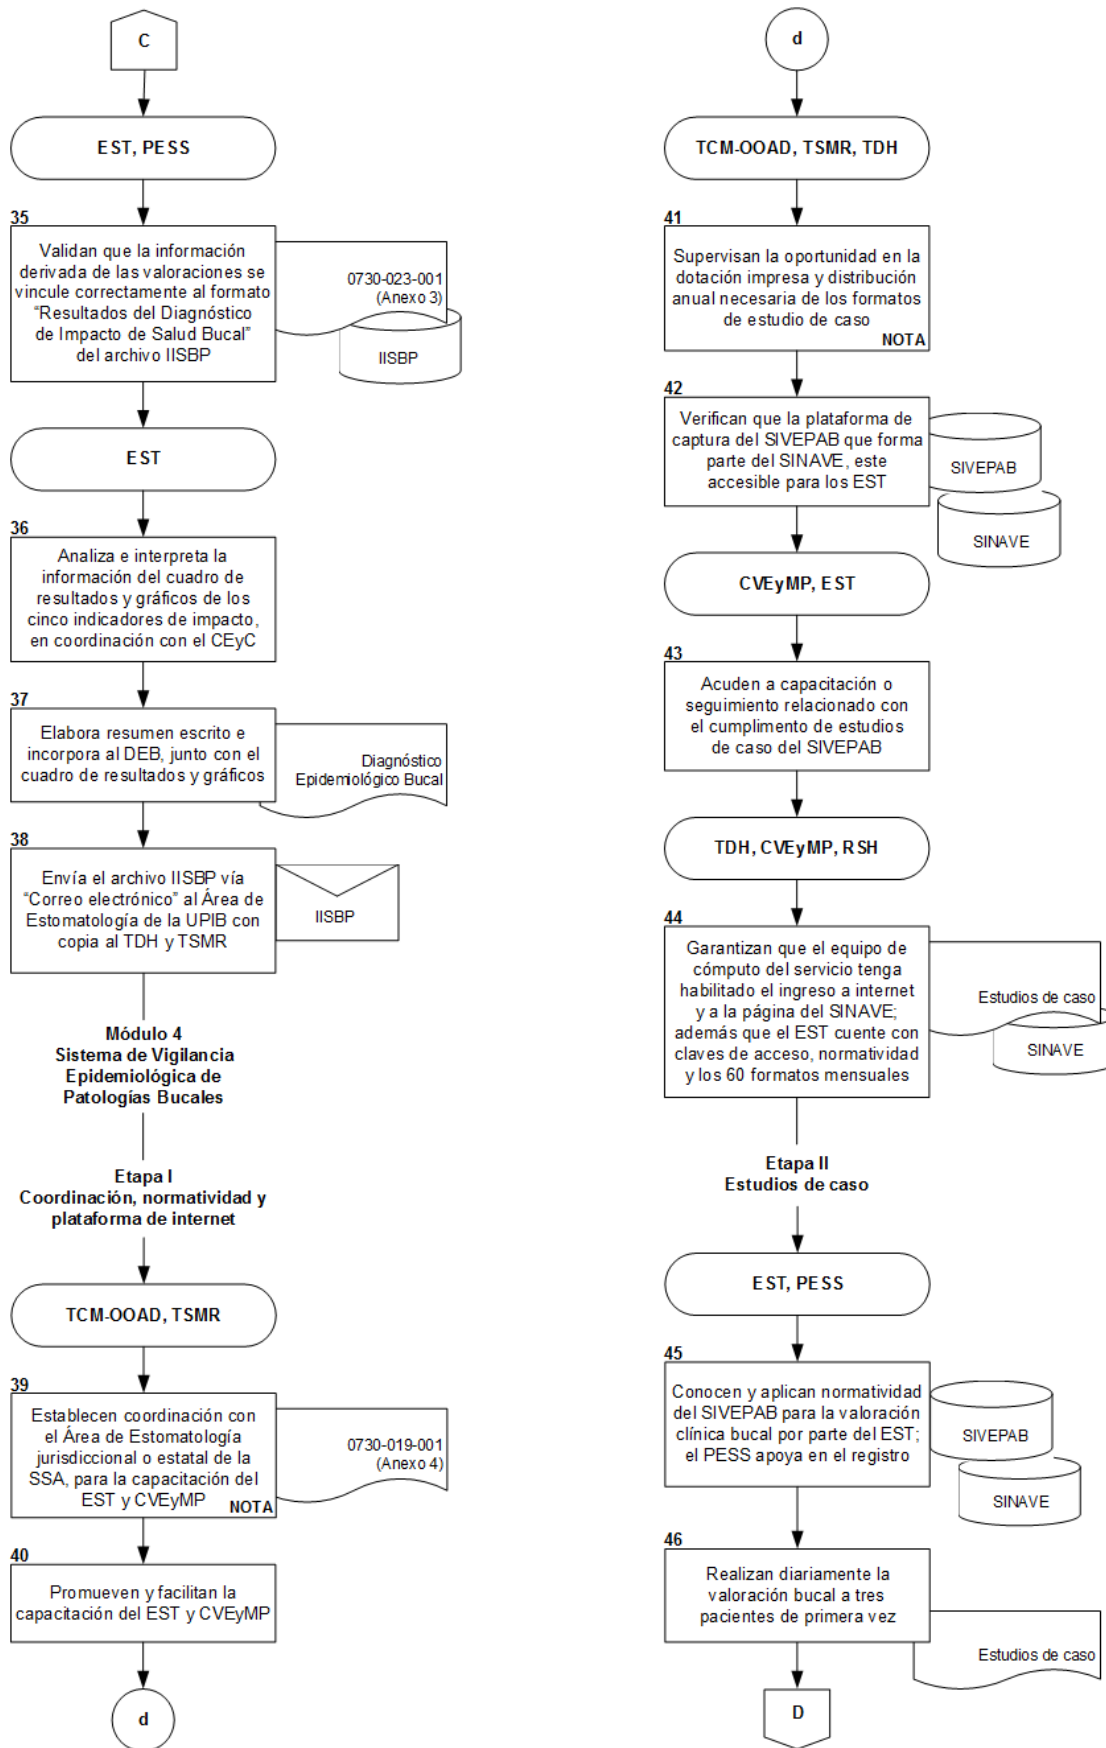 C
EST, PESS
35
Validan que la información
derivada de las valoraciones se
vincule correctamente al formato
“Resultados del Diagnóstico
de Impacto de Salud Bucal”
del archivo IISBP
0730-023-001
(Anexo 3)
IISBP
EST
36
Analiza e interpreta la
información del cuadro de
resultados y gráficos de los
cinco indicadores de impacto,
en coordinación con el CEyC
37
Elabora resumen escrito e
incorpora al DEB, junto con el
cuadro de resultados y gráficos
Diagnóstico
Epidemiológico Bucal
38
Envía el archivo IISBP vía
“Correo electrónico” al Área de
Estomatología de la UPIB con
copia al TDH y TSMR
IISBP
Módulo 4
Sistema de Vigilancia
Epidemiológica de
Patologías Bucales
Etapa I
Coordinación, normatividad y
plataforma de internet
TCM-OOAD, TSMR
39
Establecen coordinación con
el Área de Estomatología
jurisdiccional o estatal de la
SSA, para la capacitación del
EST y CVEyMP
NOTA
0730-019-001
(Anexo 4)
40
Promueven y facilitan la
capacitación del EST y CVEyMP
d
d
TCM-OOAD, TSMR, TDH
41
Supervisan la oportunidad en la
dotación impresa y distribución
anual necesaria de los formatos
de estudio de caso
NOTA
42
Verifican que la plataforma de
captura del SIVEPAB que forma
parte del SINAVE, este
accesible para los EST
SIVEPAB
SINAVE
CVEyMP, EST
43
Acuden a capacitación o
seguimiento relacionado con
el cumplimento de estudios
de caso del SIVEPAB
TDH, CVEyMP, RSH
44
Garantizan que el equipo de
cómputo del servicio tenga
habilitado el ingreso a internet
y a la página del SINAVE;
además que el EST cuente con
claves de acceso, normatividad
y los 60 formatos mensuales
Estudios de caso
SINAVE
Etapa II
Estudios de caso
EST, PESS
45
Conocen y aplican normatividad
del SIVEPAB para la valoración
clínica bucal por parte del EST;
el PESS apoya en el registro
SIVEPAB
SINAVE
46
Realizan diariamente la
valoración bucal a tres
pacientes de primera vez
Estudios de caso
D